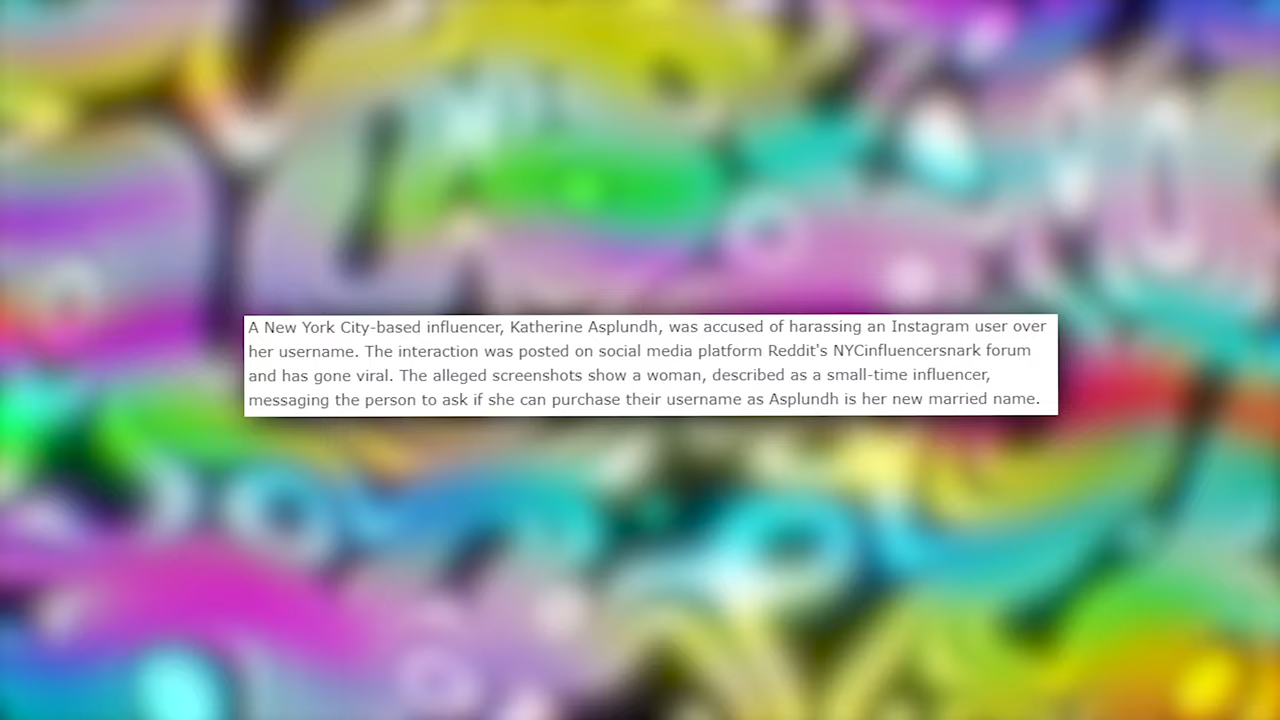 A New York City-based influencer, Katherine Asplundh, was accused of harassing an Instagram user over
her username. The interaction was posted on social media platform Reddit's NYCinfluencersnark forum
and has gone viral. The alleged screenshots show a woman, described as a small-time influencer,
messaging the person to ask if she can purchase their username as Asplundh is her new married name.